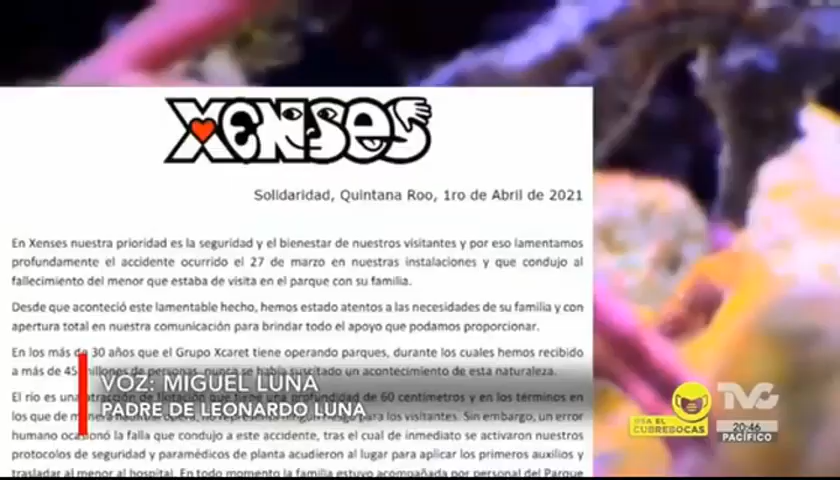 XENSES
Solidaridad, Quintana Roo, 1ro de Abril de 2021
En Xenses nuestra prioridad es la seguridad y el bienestar de nuestros visitantes y por eso lamentamos
profundamente el accidente ocurrido el 27 de marzo en nuestras instalaciones y que condujo al
fallecimiento del menor que estaba de visita en el parque con su familia.
Desde que aconteció este lamentable hecho, hemos estado atentos a las necesidades de su familia y con
apertura total en nuestra comunicación para brindar todo el apoyo que podamos proporcionar.
En los más de 30 años que el Grupo Xcaret tiene operando parques, durante los cuales hemos recibido
a más de 45 millones de personas, nunca se había suscitado un acontecimiento de esta naturaleza.
El río es una atracción de flotación que tiene una profundidad de 60 centímetros y en los términos en
los que de manera para los visitantes. Sin embargo, un error
humano ocasionó la falla que condujo a este accidente, tras el cual de inmediato se activaron nuestros
protocolos de seguridad y paramédicos de planta acudieron al lugar para aplicar los primeros auxilios y
trasladar al menor al hospital. En todo momento la familia estuvo acompañada por personal del Parque
VOZ: MIGUEL LUNA
PADRE DE LEONARDO LUNA
USA EL
CUBREBOCAS
TVC
20:46
PACÍFICO